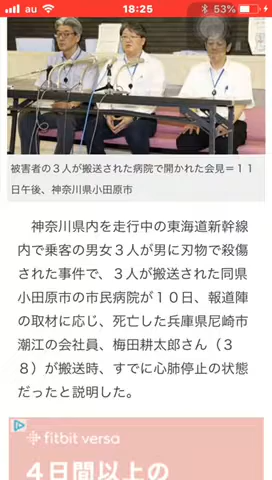 au
18:25
53%
被害者の３人が搬送された病院で開かれた会見＝１１
日午後、神奈川県小田原市
神奈川県内を走行中の東海道新幹線
内で乗客の男女３人が男に刃物で殺傷
された事件で、３人が搬送された同県
小田原市の市民病院が１０日、報道陣
の取材に応じ、死亡した兵庫県尼崎市
潮江の会社員、梅田耕太郎さん（３
８）が搬送時、すでに心肺停止の状態
だったと説明した。
fitbit versa
４日間以上の